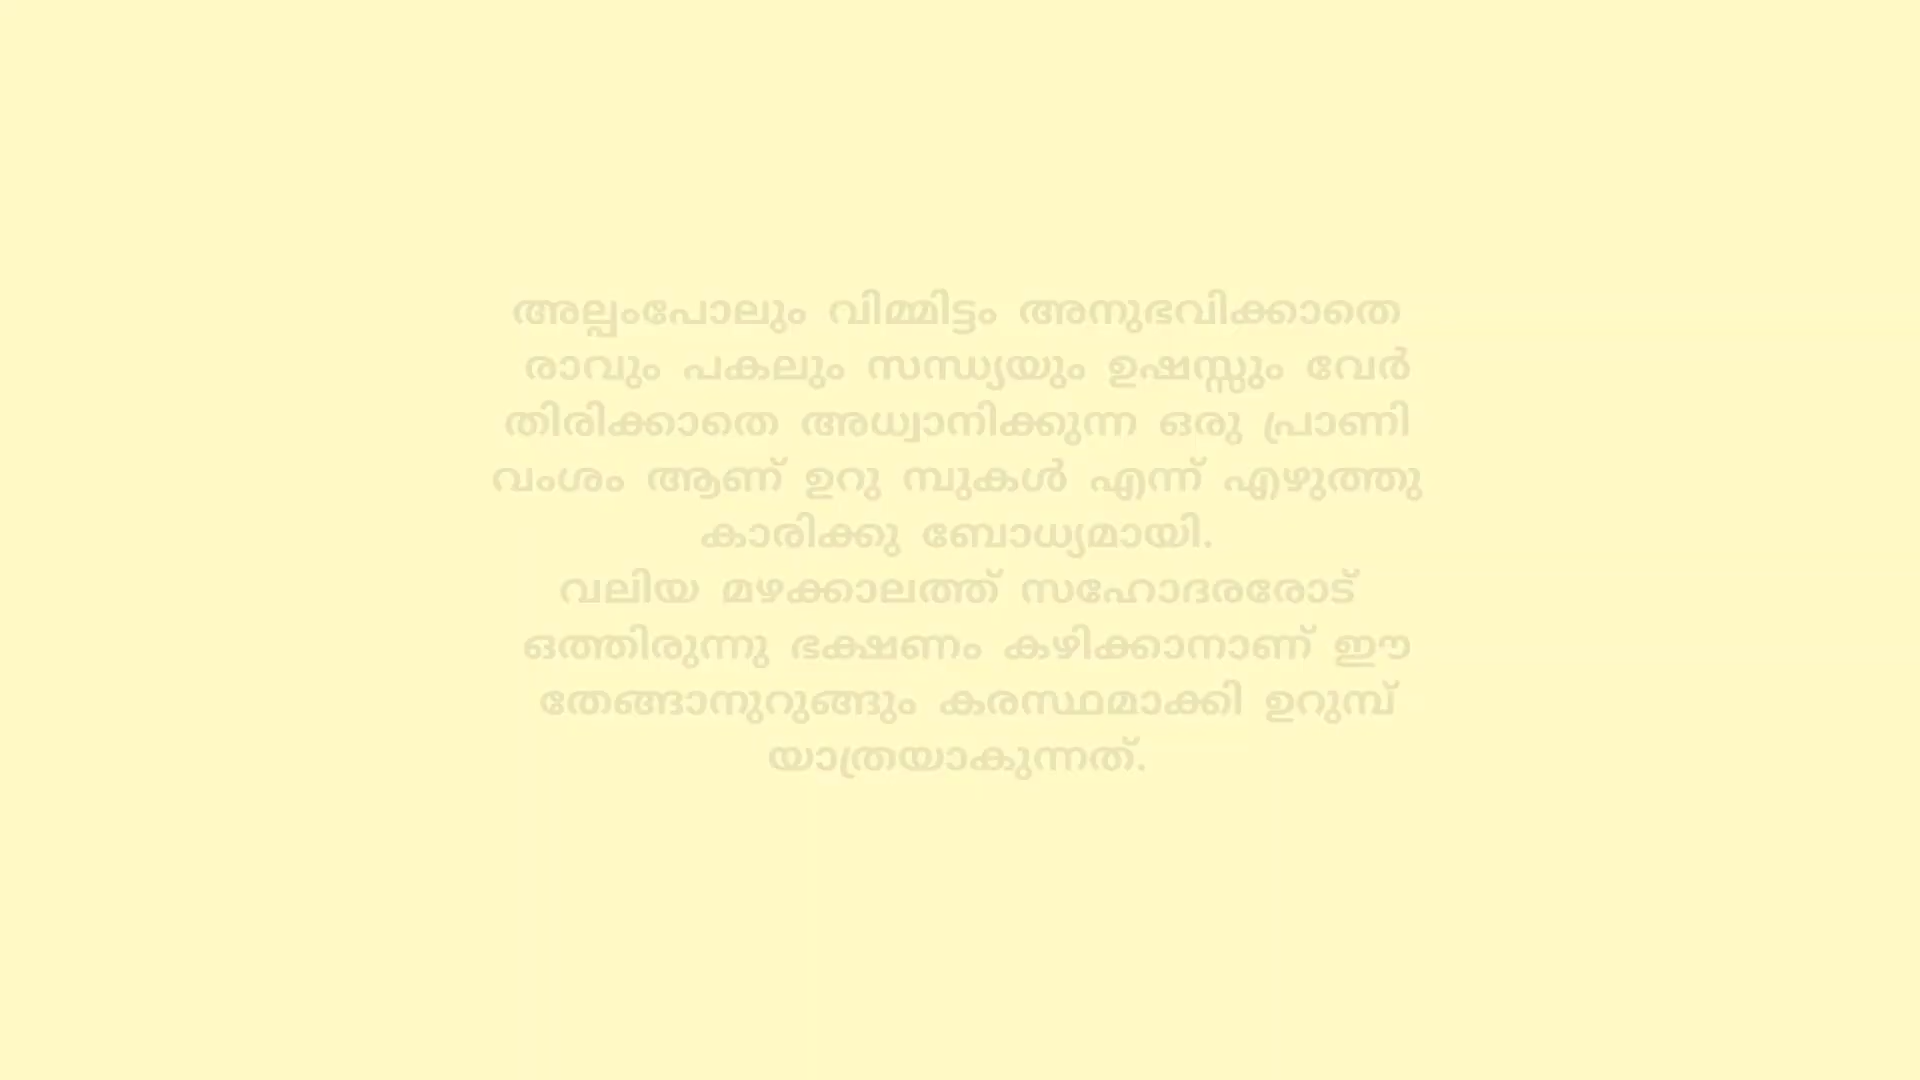 അല്പംപോലും വിമ്മിട്ടം അനുഭവിക്കാതെ
രാവും പകലും സന്ധ്യയും ഉഷസ്സും വേർ
തിരിക്കാതെ അധ്വാനിക്കുന്ന ഒരു പ്രാണി
വംശം ആണ് ഉറു മ്പുകൾ എന്ന് എഴുത്തു
കാരിക്കു ബോധ്യമായി.
വലിയ മഴക്കാലത്ത് സഹോദരരോട്
ഒത്തിരുന്നു ഭക്ഷണം കഴിക്കാനാണ് ഈ
തേങ്ങാനുറുങ്ങും കരസ്ഥമാക്കി ഉറുമ്പ്
യാത്രയാകുന്നത്.